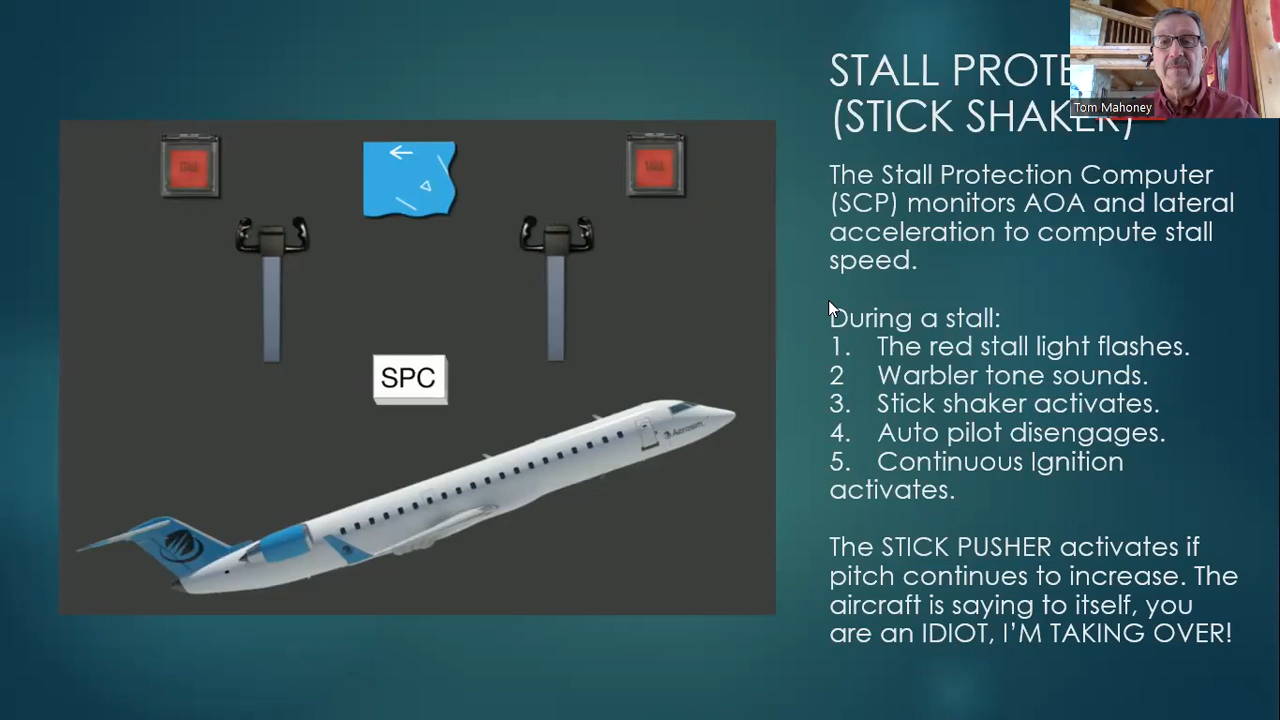 STALL PROTE
(STICK SHAKER)
Tom Mahoney
The Stall Protection Computer
(SCP) monitors AOA and lateral
acceleration to compute stall
speed.
During a stall:
1. The red stall light flashes.
2 Warbler tone sounds.
3. Stick shaker activates.
4. Auto pilot disengages.
5. Continuous Ignition
activates.
The STICK PUSHER activates if
pitch continues to increase. The
aircraft is saying to itself, you
are an IDIOT, I'M TAKING OVER!
SPC
Aerosim